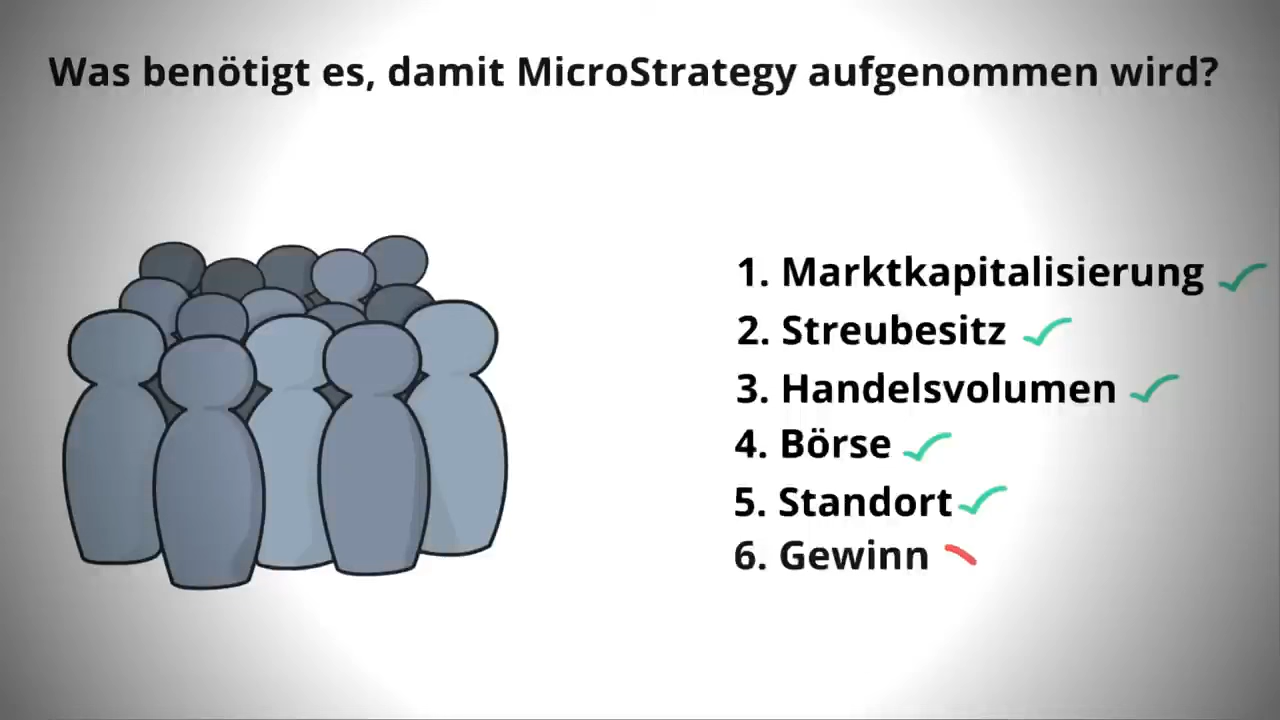 Was benötigt es, damit MicroStrategy aufgenommen wird?
1. Marktkapitalisierung
2. Streubesitz
3. Handelsvolumen
4. Börse
5. Standort
6. Gewinn